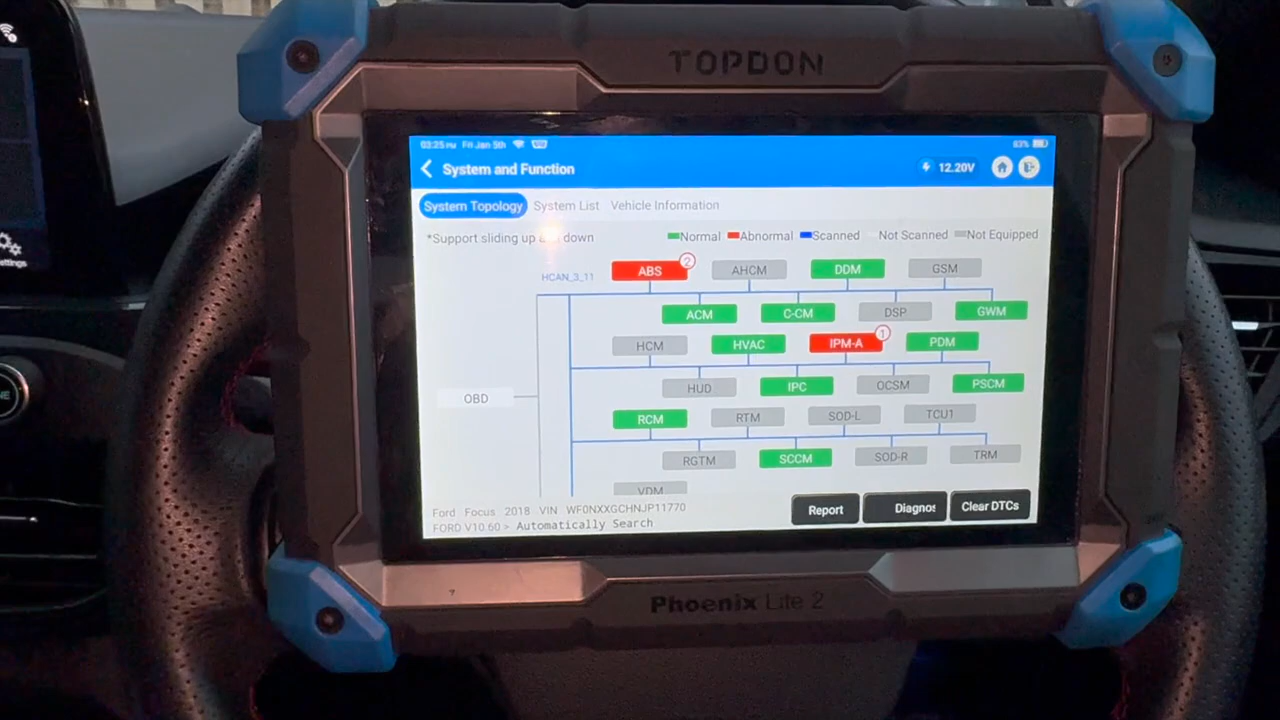 TOPDON
03:25 PM Fri Jan 5th 83%
System and Function 12.20V
System Topology System List Vehicle Information
*Support sliding up down
Normal Abnormal Scanned Not Scanned Not Equipped
HCAN_3_11 ABS 2 AHCM DDM GSM
ACM C-CM DSP GWM
HCM HVAC IPM-A 1 PDM
HUD IPC OCSM PSCM
OBD
RCM RTM SOD-L TCU1
RGTM SCCM SOD-R TRM
VDM
Ford Focus 2018 VIN WF0NXXGCHNJP11770
FORD V10.60 > Automatically Search
Report Diagnos Clear DTCs
Phoenix Lite 2
ettings